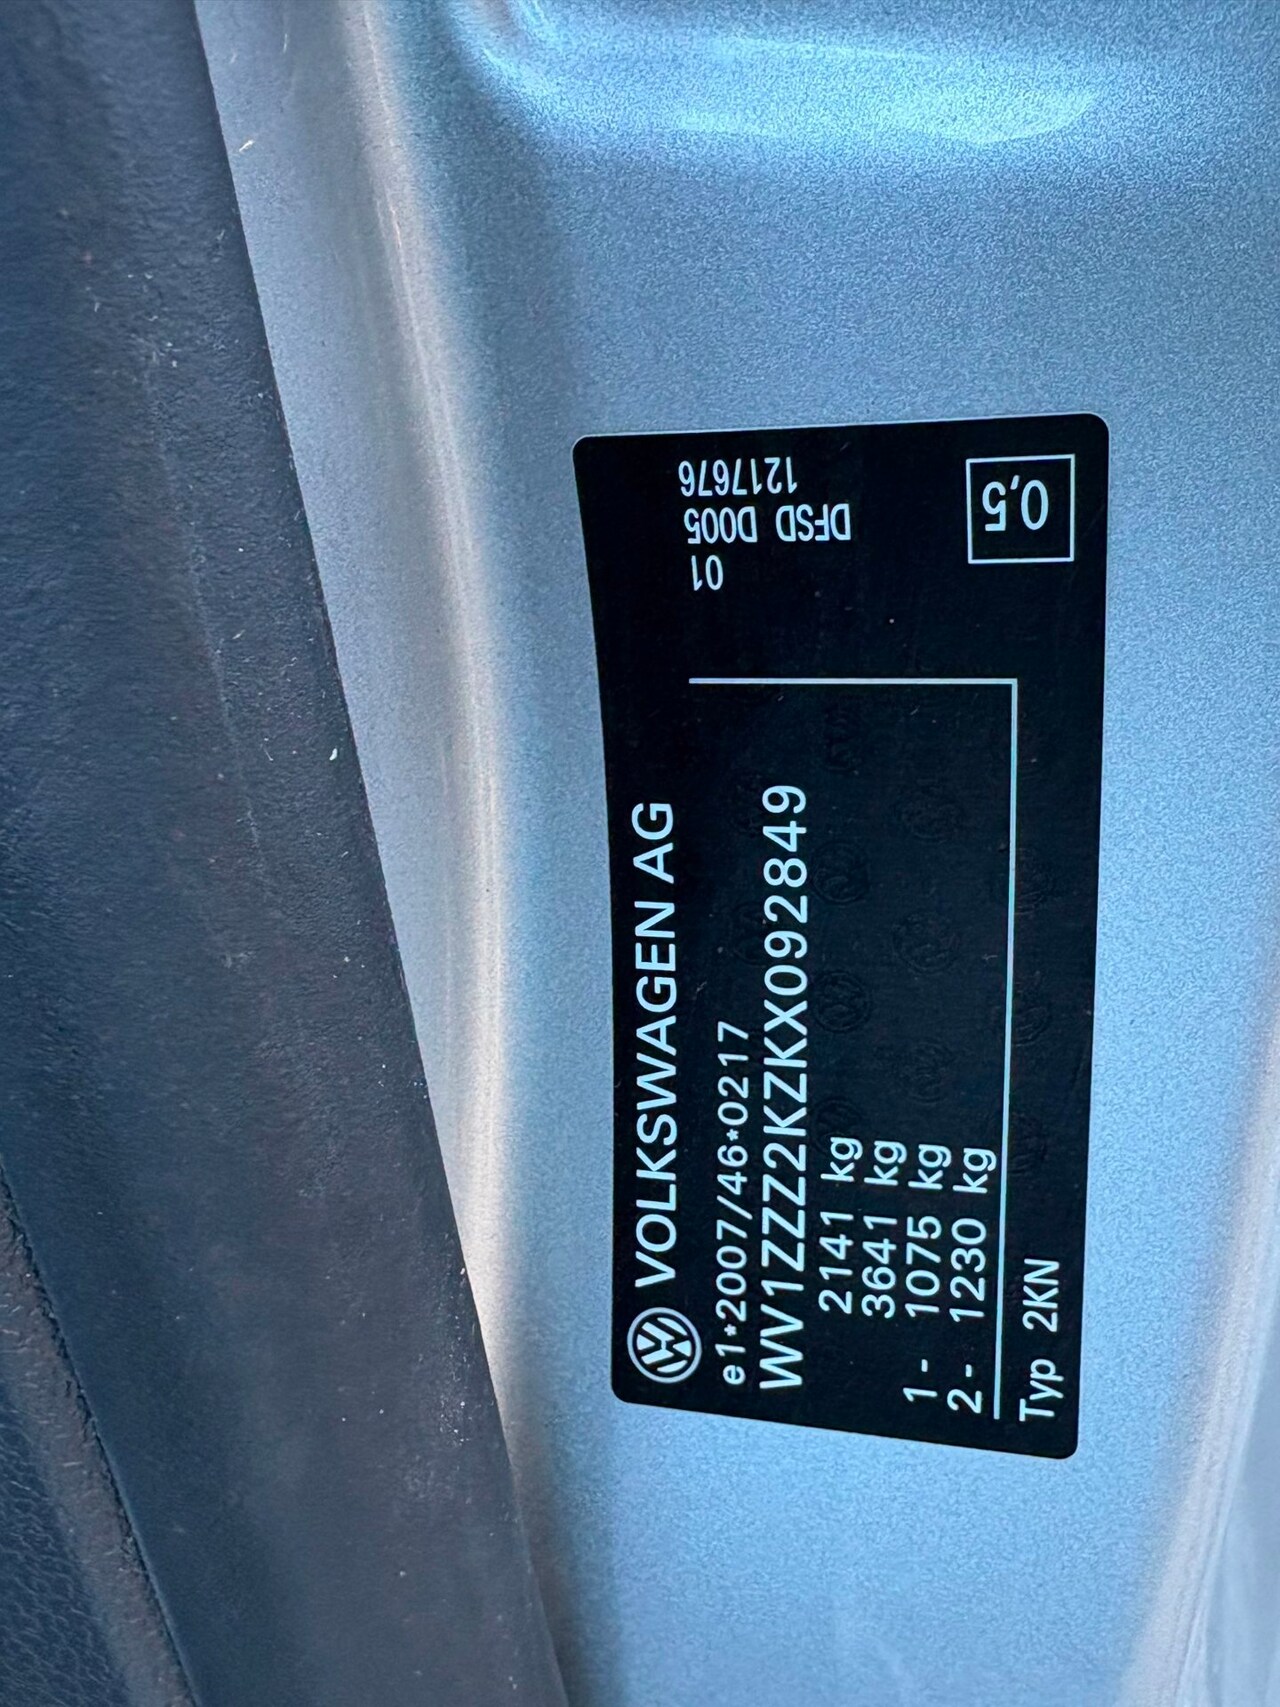 VOLKSWAGEN AG
e1*2007/46*0217
WV1ZZZ2KZKX092849
2141 kg
3641 kg
1- 1075 kg
2- 1230 kg
Typ 2KN
01
DFSD D005
1217676
0,5